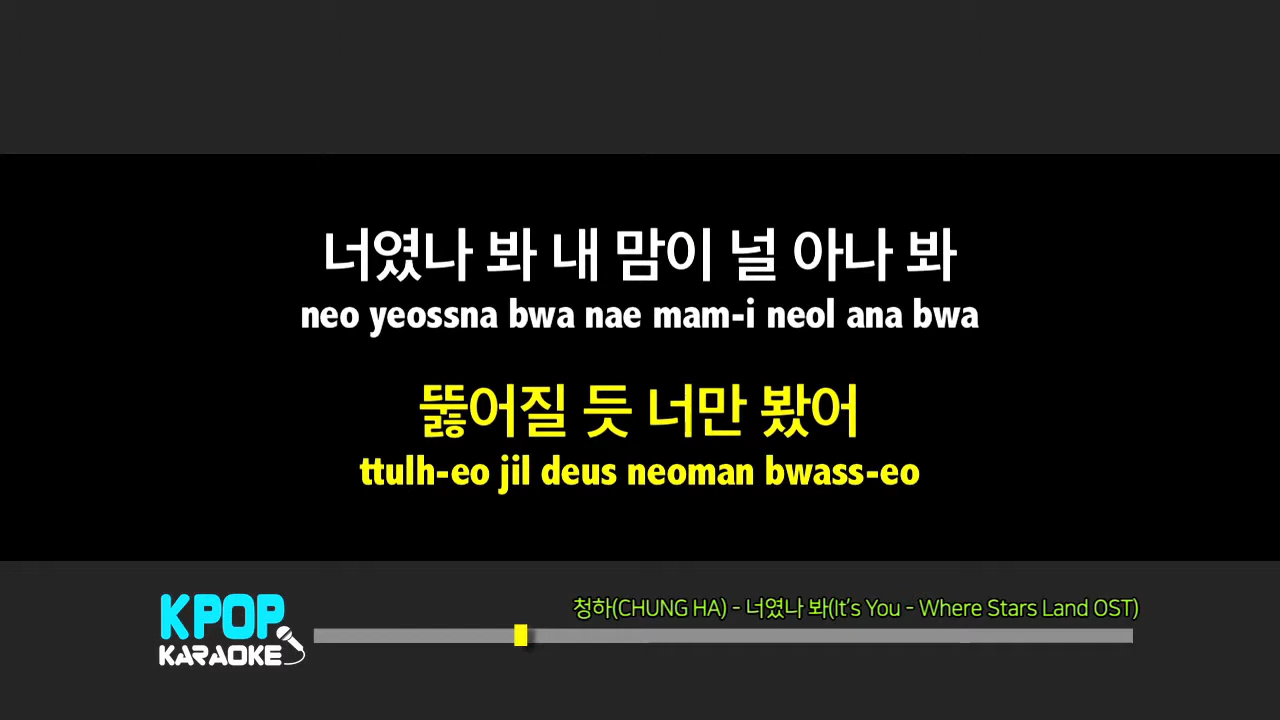 너였나 봐 내 맘이 널 아나 봐
neo yeossna bwa nae mam-i neol ana bwa
뚫어질 듯 너만 봤어
ttulh-eo jil deus neoman bwass-eo
청하(CHUNG HA) - 너였나 봐(It's You - Where Stars Land OST)
KPOP
KARAOKE